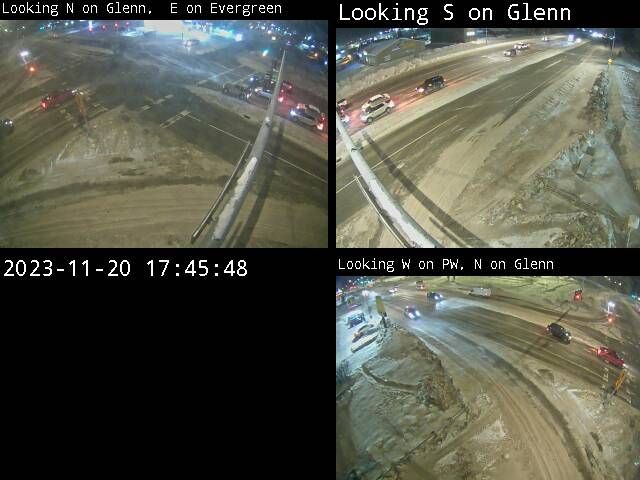 Looking N on Glenn,  E on Evergreen
Looking S on Glenn
2023-11-20 17:45:48
Looking W on PW, N on Glenn